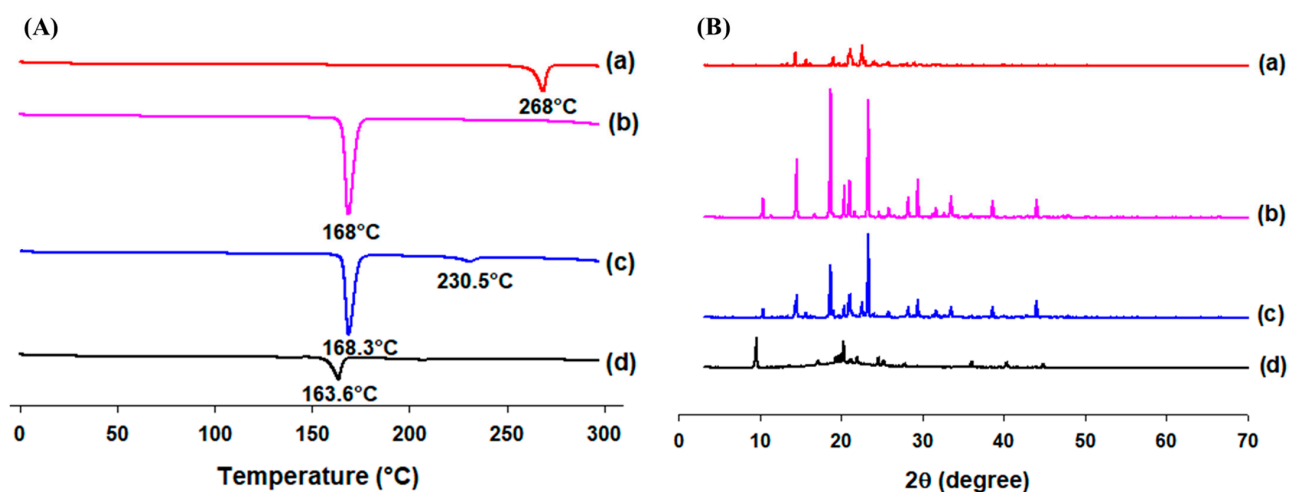 (A)
(a)
268°C
(b)
168°C
(c)
230.5°C
168.3°C
(d)
163.6°C
0 50 100 150 200 250 300
Temperature (°C)
(B)
(a)
(b)
(c)
(d)
0 10 20 30 40 50 60 70
2θ (degree)